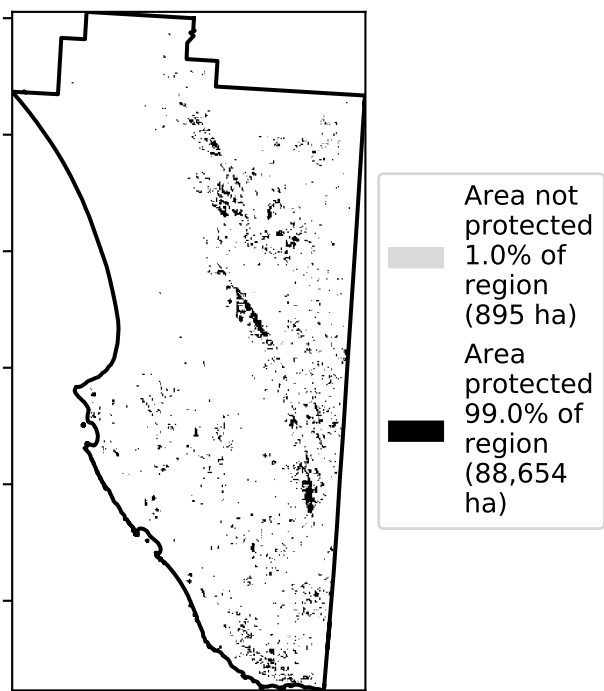 Area not
protected
1.0% of
region
(895 ha)
Area
protected
99.0% of
region
(88,654
ha)